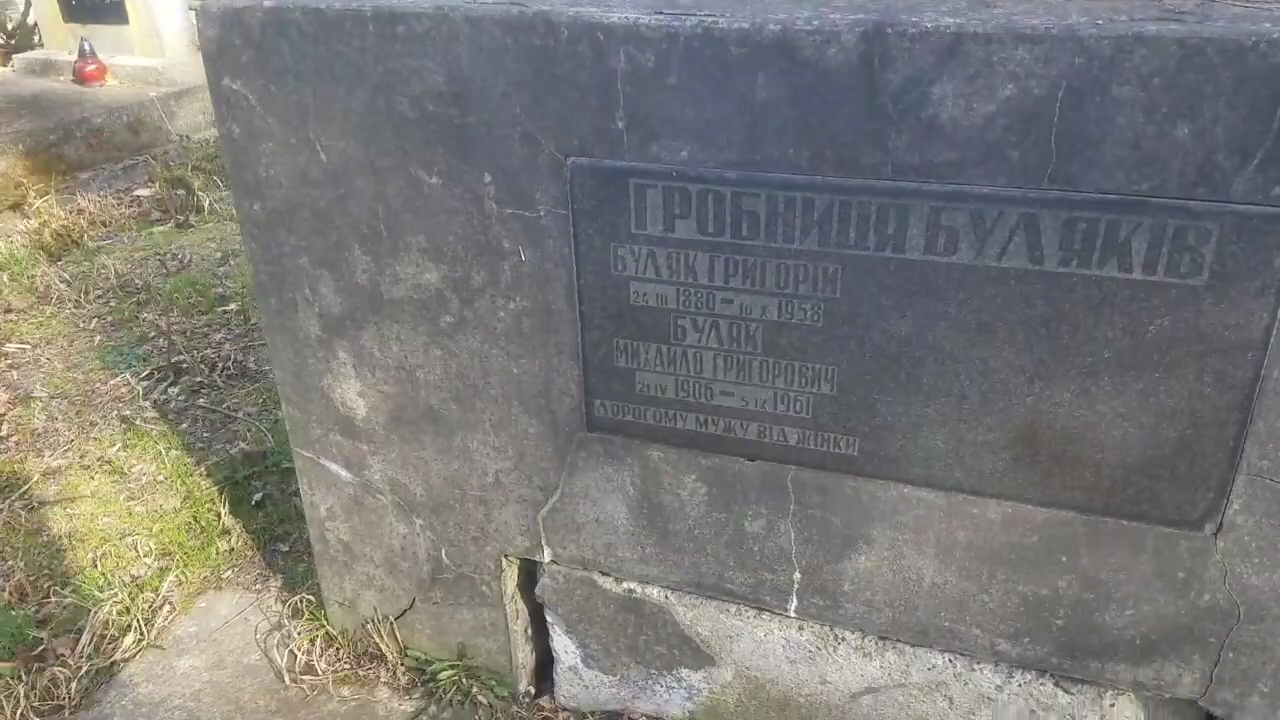 ГРОБНИЦЯ БУЛЯКІВ
БУЛЯК ГРИГОРІЙ
24 III 1880 - 10 X 1958
БУЛЯК
МИХАЙЛО ГРИГОРОВИЧ
21 IV 1906 - 5 IX 1961
ДОРОГОМУ МУЖУ ВІД ЖІНКИ